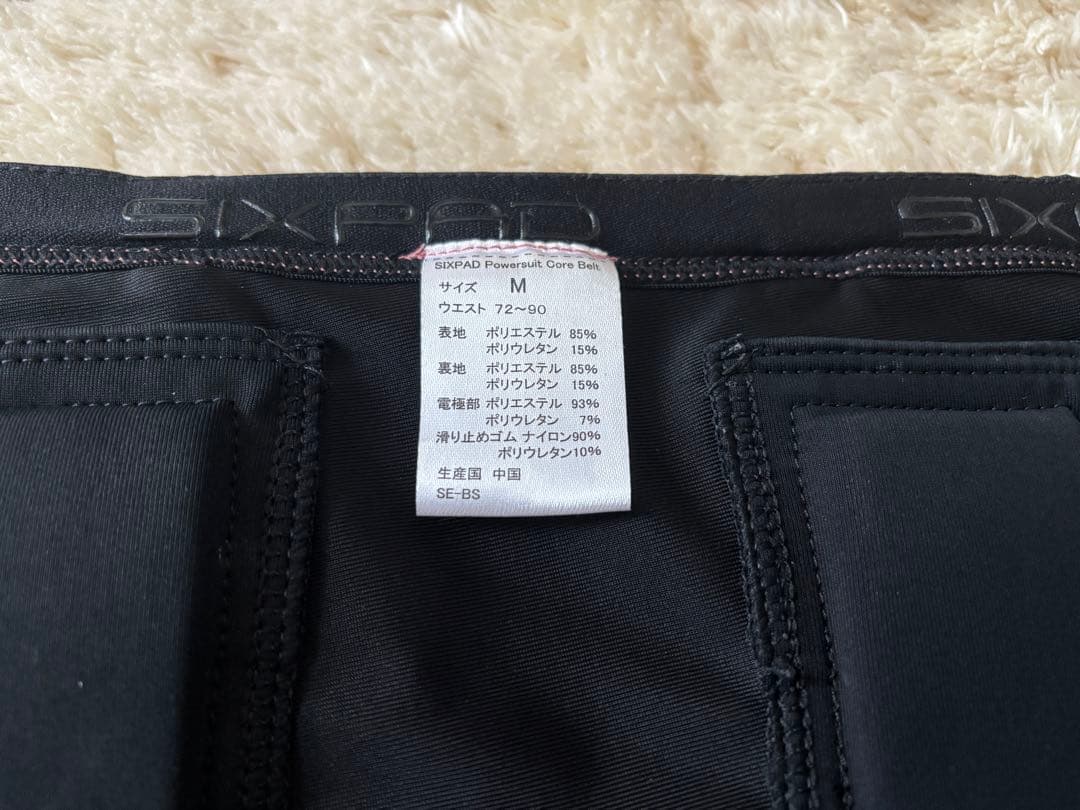 SIXPAD
SIX
SIXPAD Powersuit Core Belt
サイズ M
ウエスト 72～90
表地 ポリエステル 85%
ポリウレタン 15%
裏地 ポリエステル 85%
ポリウレタン 15%
電極部 ポリエステル 93%
ポリウレタン 7%
滑り止めゴム ナイロン90%
ポリウレタン10%
生産国 中国
SE-BS